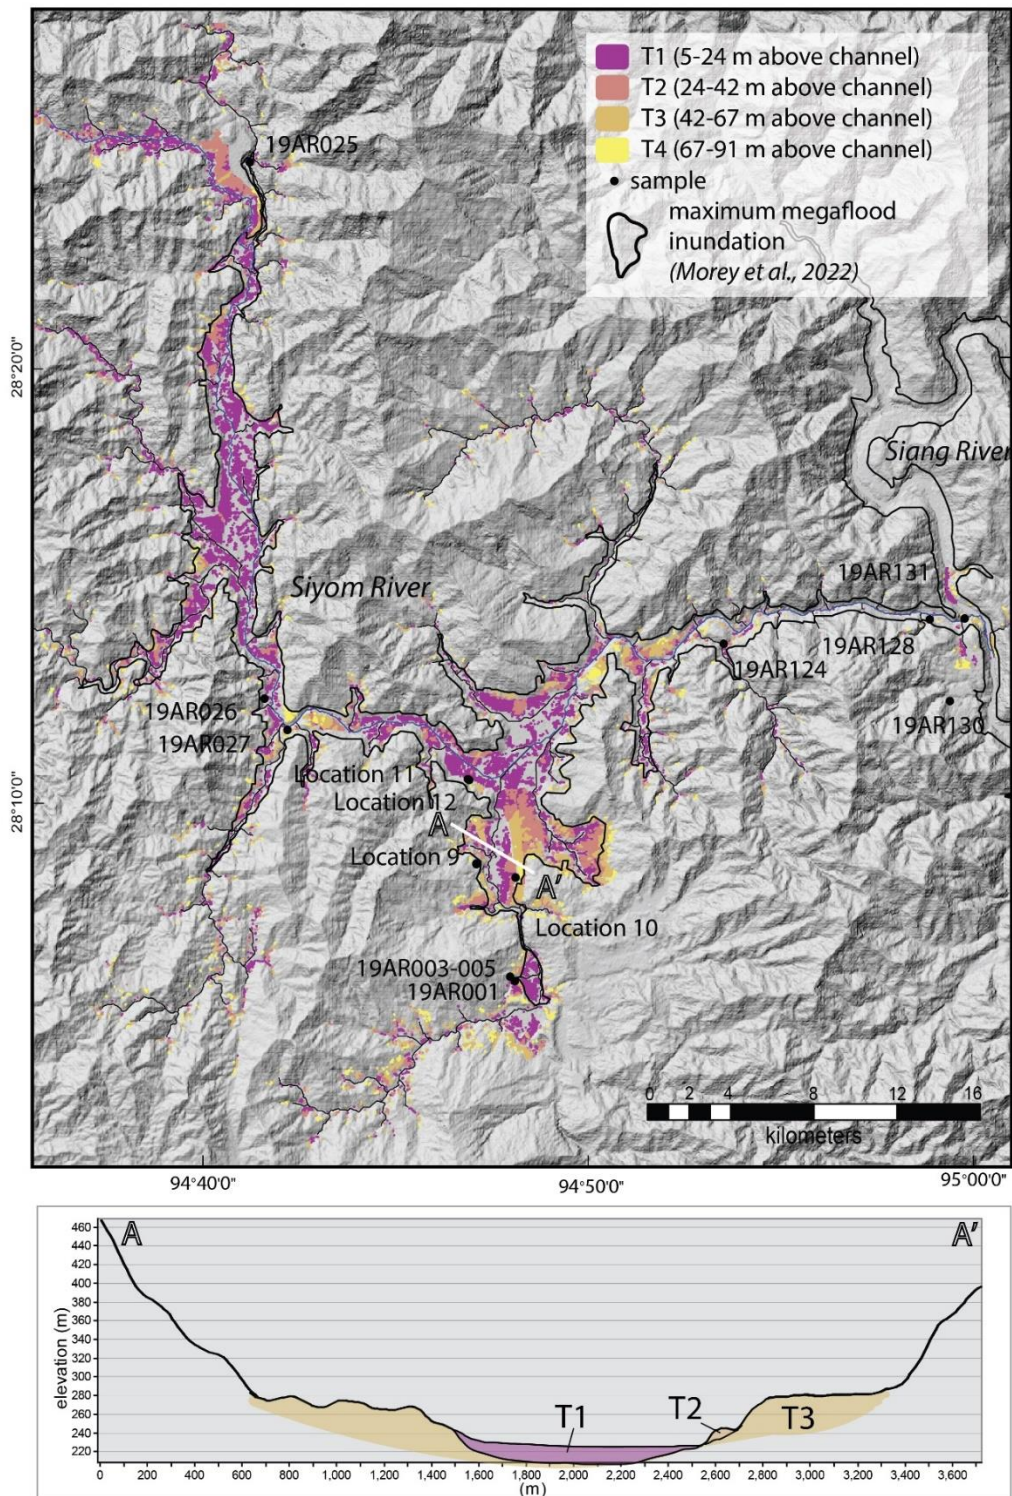 T1 (5-24 m above channel)
T2 (24-42 m above channel)
T3 (42-67 m above channel)
T4 (67-91 m above channel)
sample
maximum megaflood
inundation
(Morey et al., 2022)
19AR025
28°20'0"
Siang River
Siyom River
19AR131
19AR128
19AR124
19AR026
19AR130
19AR027
Location 11
Location 12
28°10'0"
A
Location 9
A'
Location 10
19AR003-005
19AR001
0 2 4 8 12 16
kilometers
94°40'0"
94°50'0"
95°00'0"
A
A'
460
440
420
400
380
360
340
320
300
280
260
240
220
elevation (m)
T1
T2
T3
0 200 400 600 800 1,000 1,200 1,400 1,600 1,800 2,000 2,200 2,400 2,600 2,800 3,000 3,200 3,400 3,600
(m)